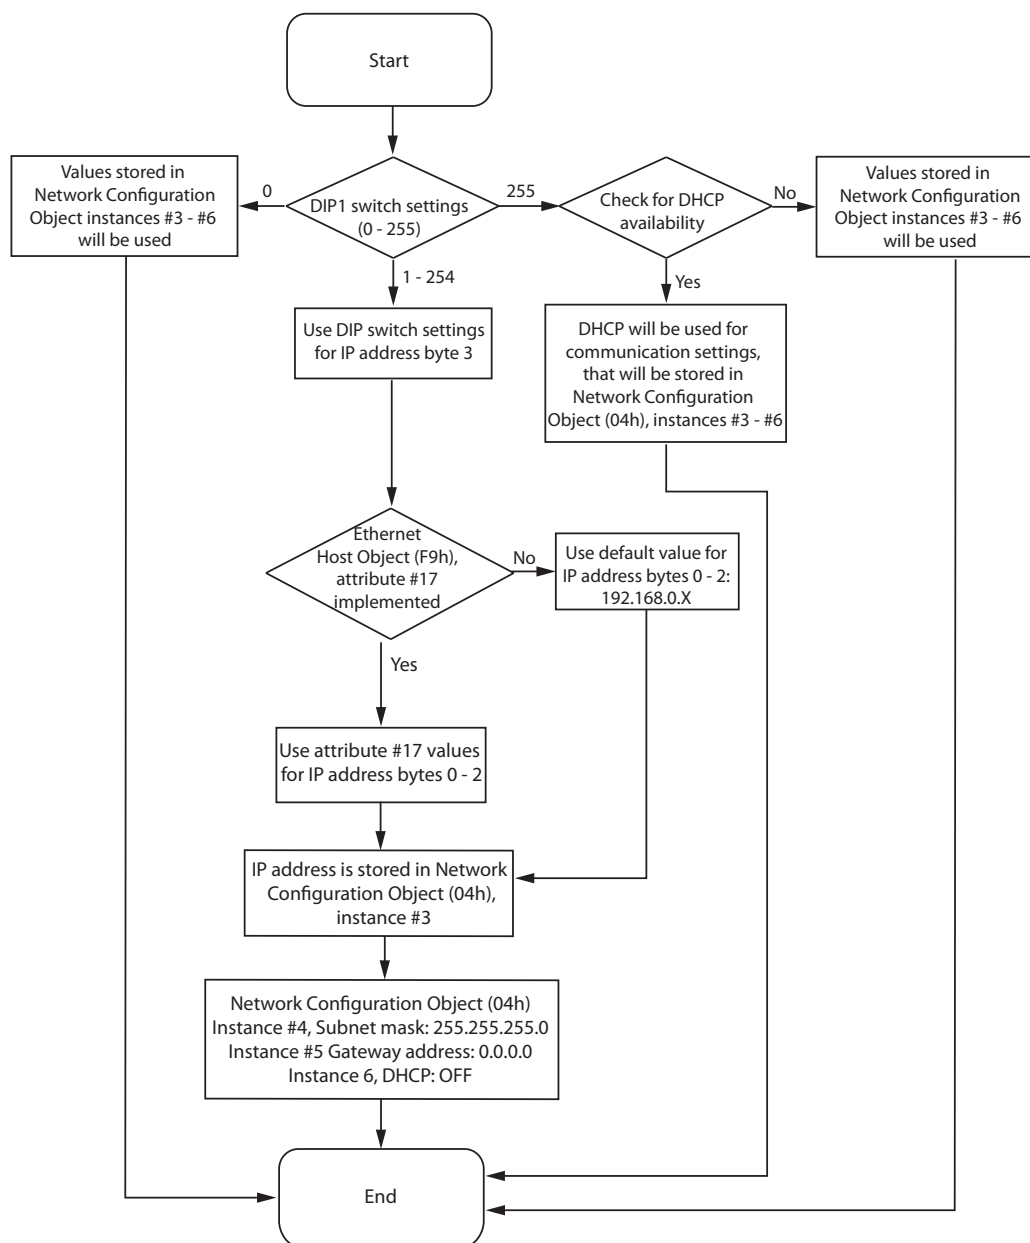 Start
Values stored in
Network Configuration
Object instances #3 - #6
will be used
0
DIP1 switch settings
(0 - 255)
255
Check for DHCP
availability
No
Values stored in
Network Configuration
Object instances #3 - #6
will be used
1 - 254
Yes
Use DIP switch settings
for IP address byte 3
DHCP will be used for
communication settings,
that will be stored in
Network Configuration
Object (04h), instances #3 - #6
Ethernet
Host Object (F9h),
attribute #17
implemented
No
Use default value for
IP address bytes 0 - 2:
192.168.0.X
Yes
Use attribute #17 values
for IP address bytes 0 - 2
IP address is stored in Network
Configuration Object (04h),
instance #3
Network Configuration Object (04h)
Instance #4, Subnet mask: 255.255.255.0
Instance #5 Gateway address: 0.0.0.0
Instance 6, DHCP: OFF
End